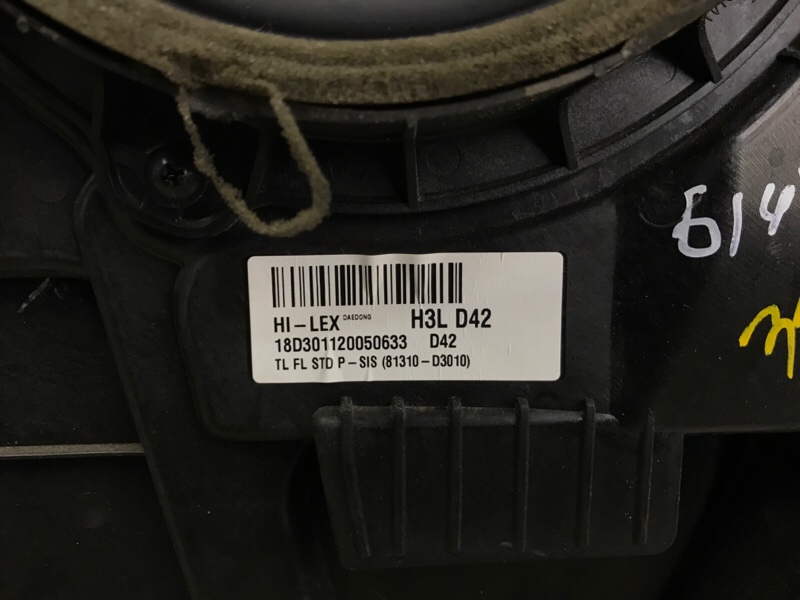 HI-LEX DAEDONG H3L D42
18D301120050633 D42
TL FL STD P-SIS (81310-D3010)